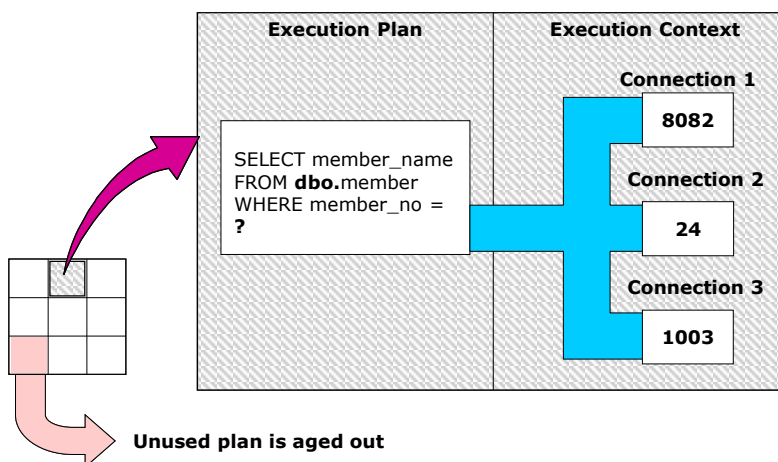 Execution Plan
Execution Context
SELECT member_name
FROM dbo.member
WHERE member_no =
?
Connection 1
8082
Connection 2
24
Connection 3
1003
Unused plan is aged out